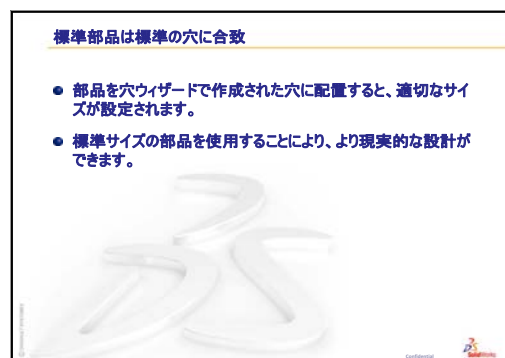 標準部品は標準の穴に合致
部品を穴ウィザードで作成された穴に配置すると、適切なサイ
ズが設定されます。
標準サイズの部品を使用することにより、より現実的な設計が
できます。
Confidential
SolidWorks